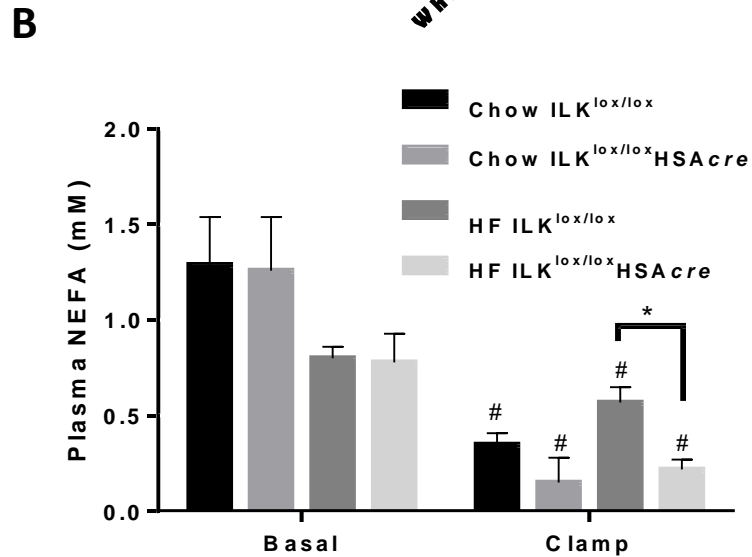 B
Chow ILKlox/lox
Chow ILKlox/loxHSAcre
HF ILKlox/lox
HF ILKlox/loxHSAcre
Plasma NEFA (mM)
2.0
1.5
1.0
0.5
0.0
*
#
#
#
#
Basal
Clamp